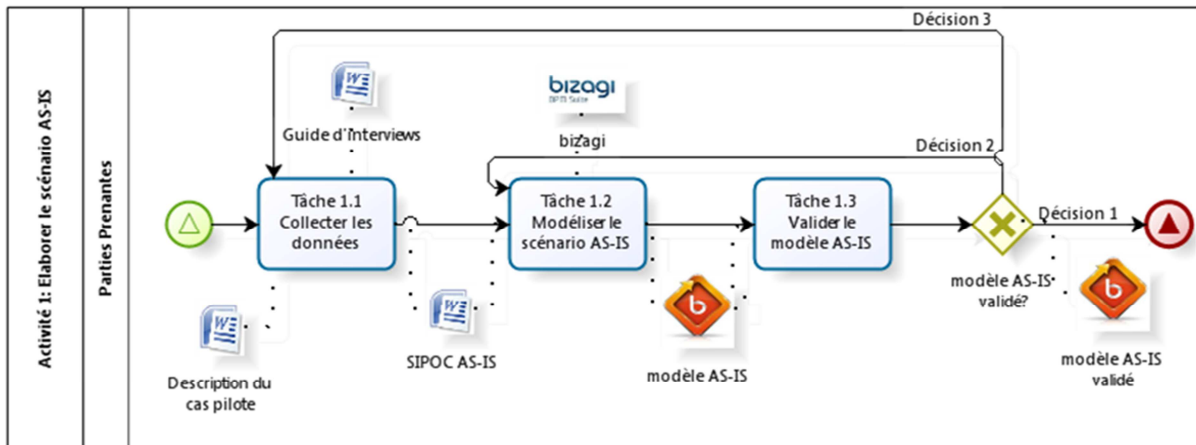 Activité 1: Elaborer le scénario AS-IS
Parties Prenantes
Décision 3
Guide d'interviews
bizagi
BPM Suite
bizagi
Décision 2
Tâche 1.1
Collecter les
données
Tâche 1.2
Modéliser le
scénario AS-IS
Tâche 1.3
Valider le
modèle AS-IS
Décision 1
modèle AS-IS
validé?
Description du
cas pilote
SIPOC AS-IS
modèle AS-IS
modèle AS-IS
validé